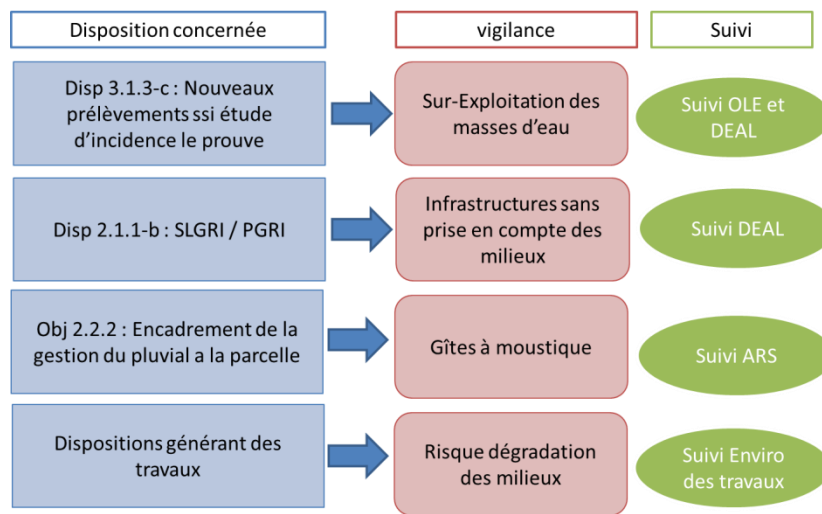 Disposition concernée
vigilance
Suivi
Disp 3.1.3-c : Nouveaux
prélèvements ssi étude
d'incidence le prouve
Sur-Exploitation des
masses d'eau
Suivi OLE et
DEAL
Disp 2.1.1-b : SLGRI / PGRI
Infrastructures sans
prise en compte des
milieux
Suivi DEAL
Obj 2.2.2 : Encadrement de la
gestion du pluvial a la parcelle
Gîtes à moustique
Suivi ARS
Dispositions générant des
travaux
Risque dégradation
des milieux
Suivi Enviro
des travaux